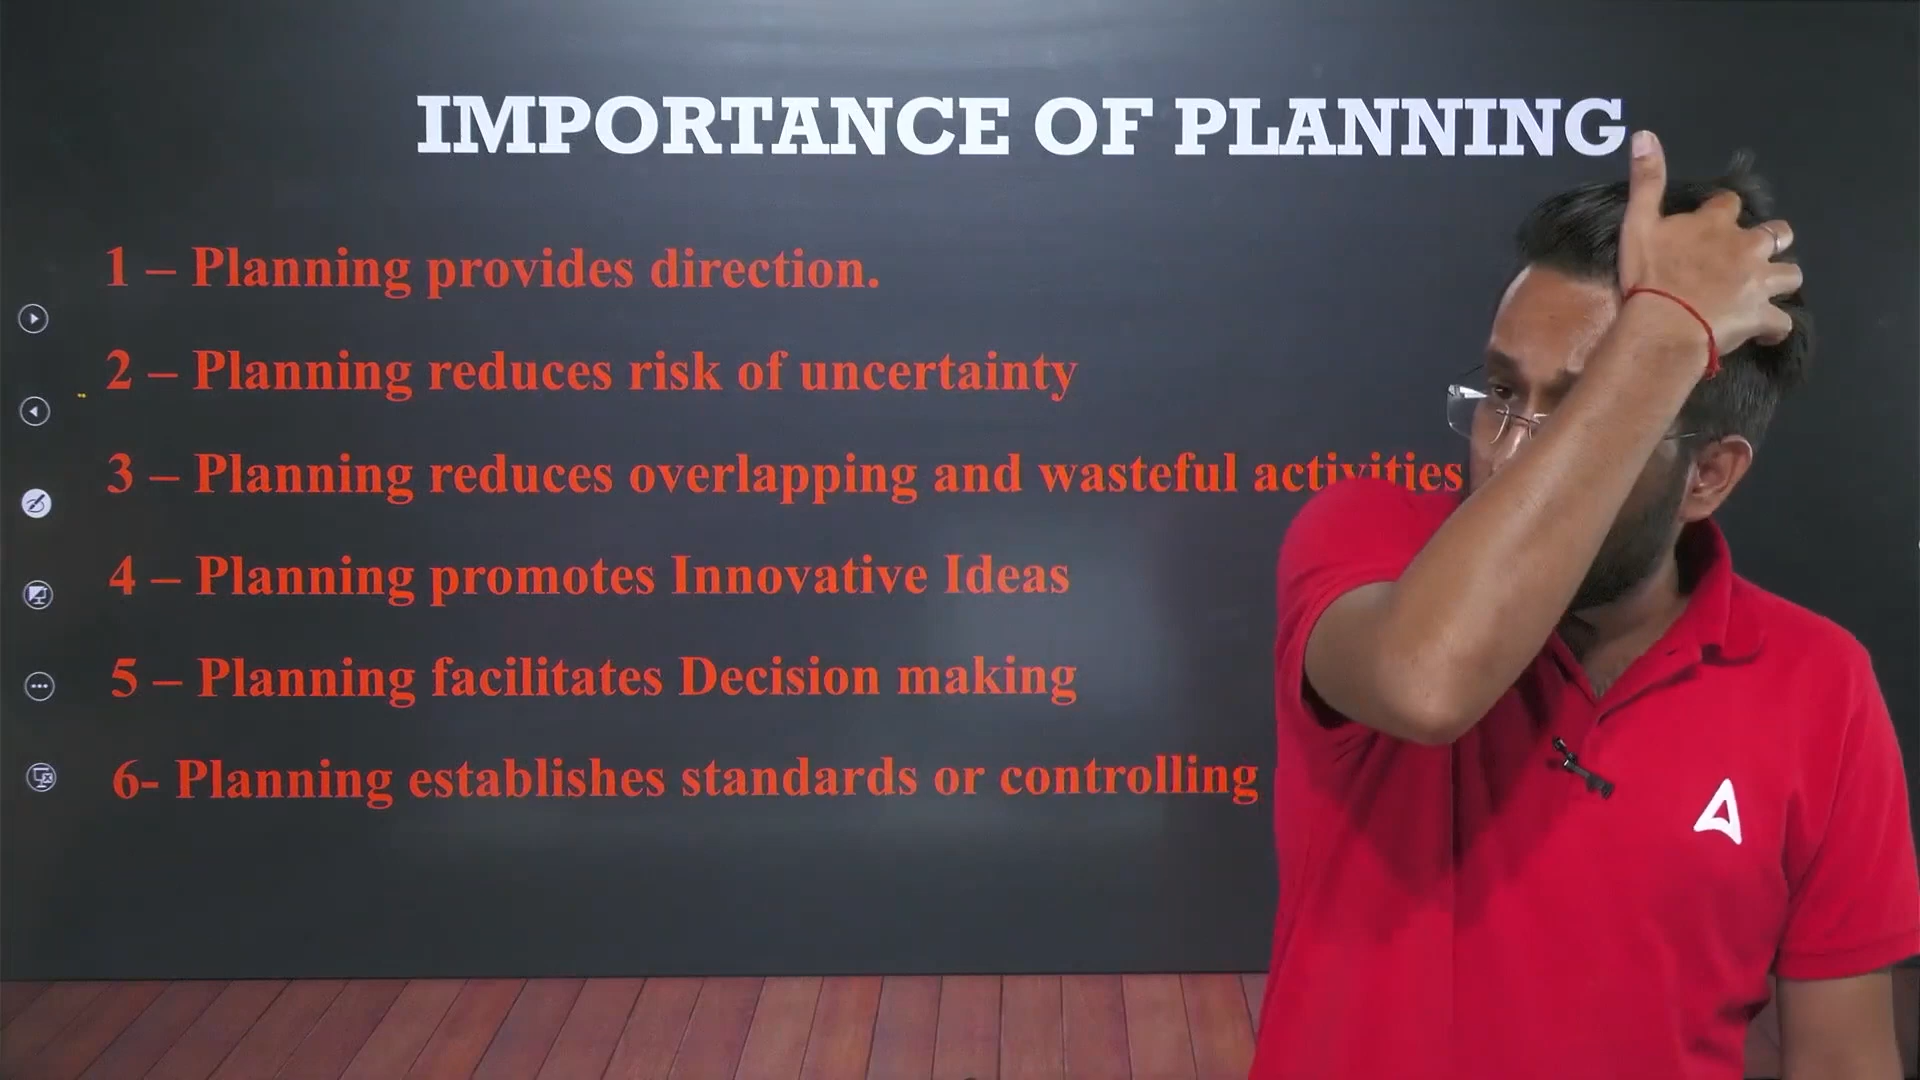 IMPORTANCE OF PLANNING
1 – Planning provides direction.
2 – Planning reduces risk of uncertainty
3 – Planning reduces overlapping and wasteful activities
4 – Planning promotes Innovative Ideas
5 – Planning facilitates Decision making
6- Planning establishes standards or controlling